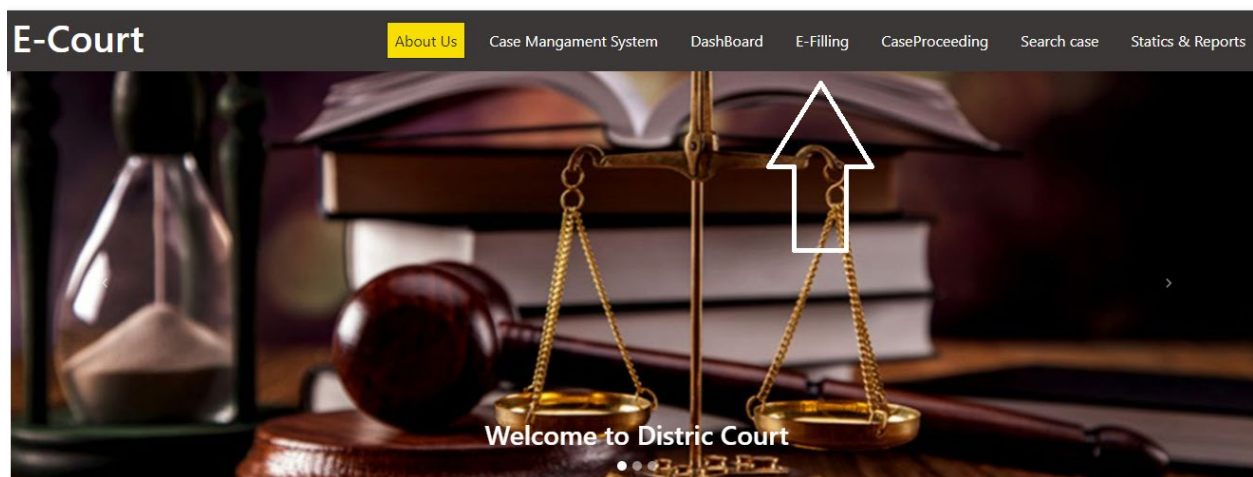 E-Court
About Us Case Mangament System DashBoard E-Filling CaseProceeding Search case Statics & Reports
Welcome to Distric Court